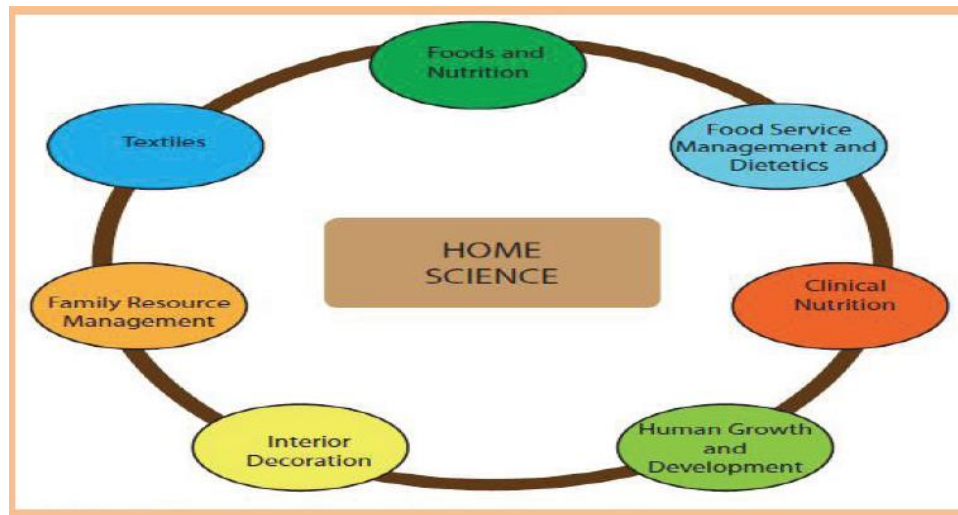 Foods and
Nutrition
Textiles
Food Service
Management and
Dietetics
HOME
SCIENCE
Family Resource
Management
Clinical
Nutrition
Interior
Decoration
Human Growth
and
Development